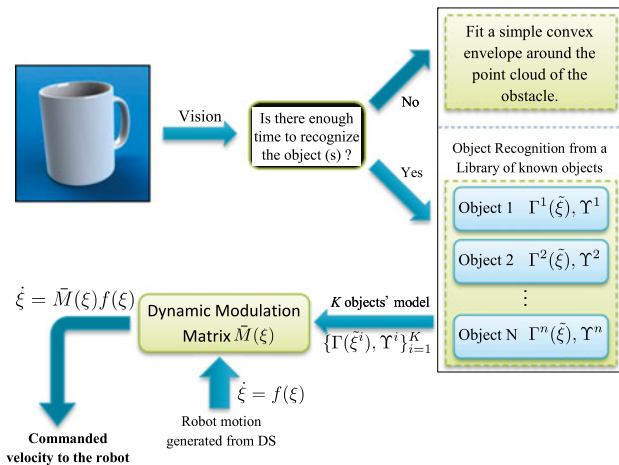 Vision
Is there enough
time to recognize
the object (s) ?
No
Yes
Fit a simple convex
envelope around the
point cloud of the
obstacle.
Object Recognition from a
Library of known objects
Object 1 Γ¹(ξ̃), ϒ¹
Object 2 Γ²(ξ̃), ϒ²
⋮
Object N Γⁿ(ξ̃), ϒⁿ
K objects' model
{Γ(ξ̃ⁱ), ϒⁱ}ᵢ₌₁ᴷ
Dynamic Modulation
Matrix M̄(ξ)
ξ̇ = M̄(ξ)f(ξ)
ξ̇ = f(ξ)
Robot motion
generated from DS
Commanded
velocity to the robot